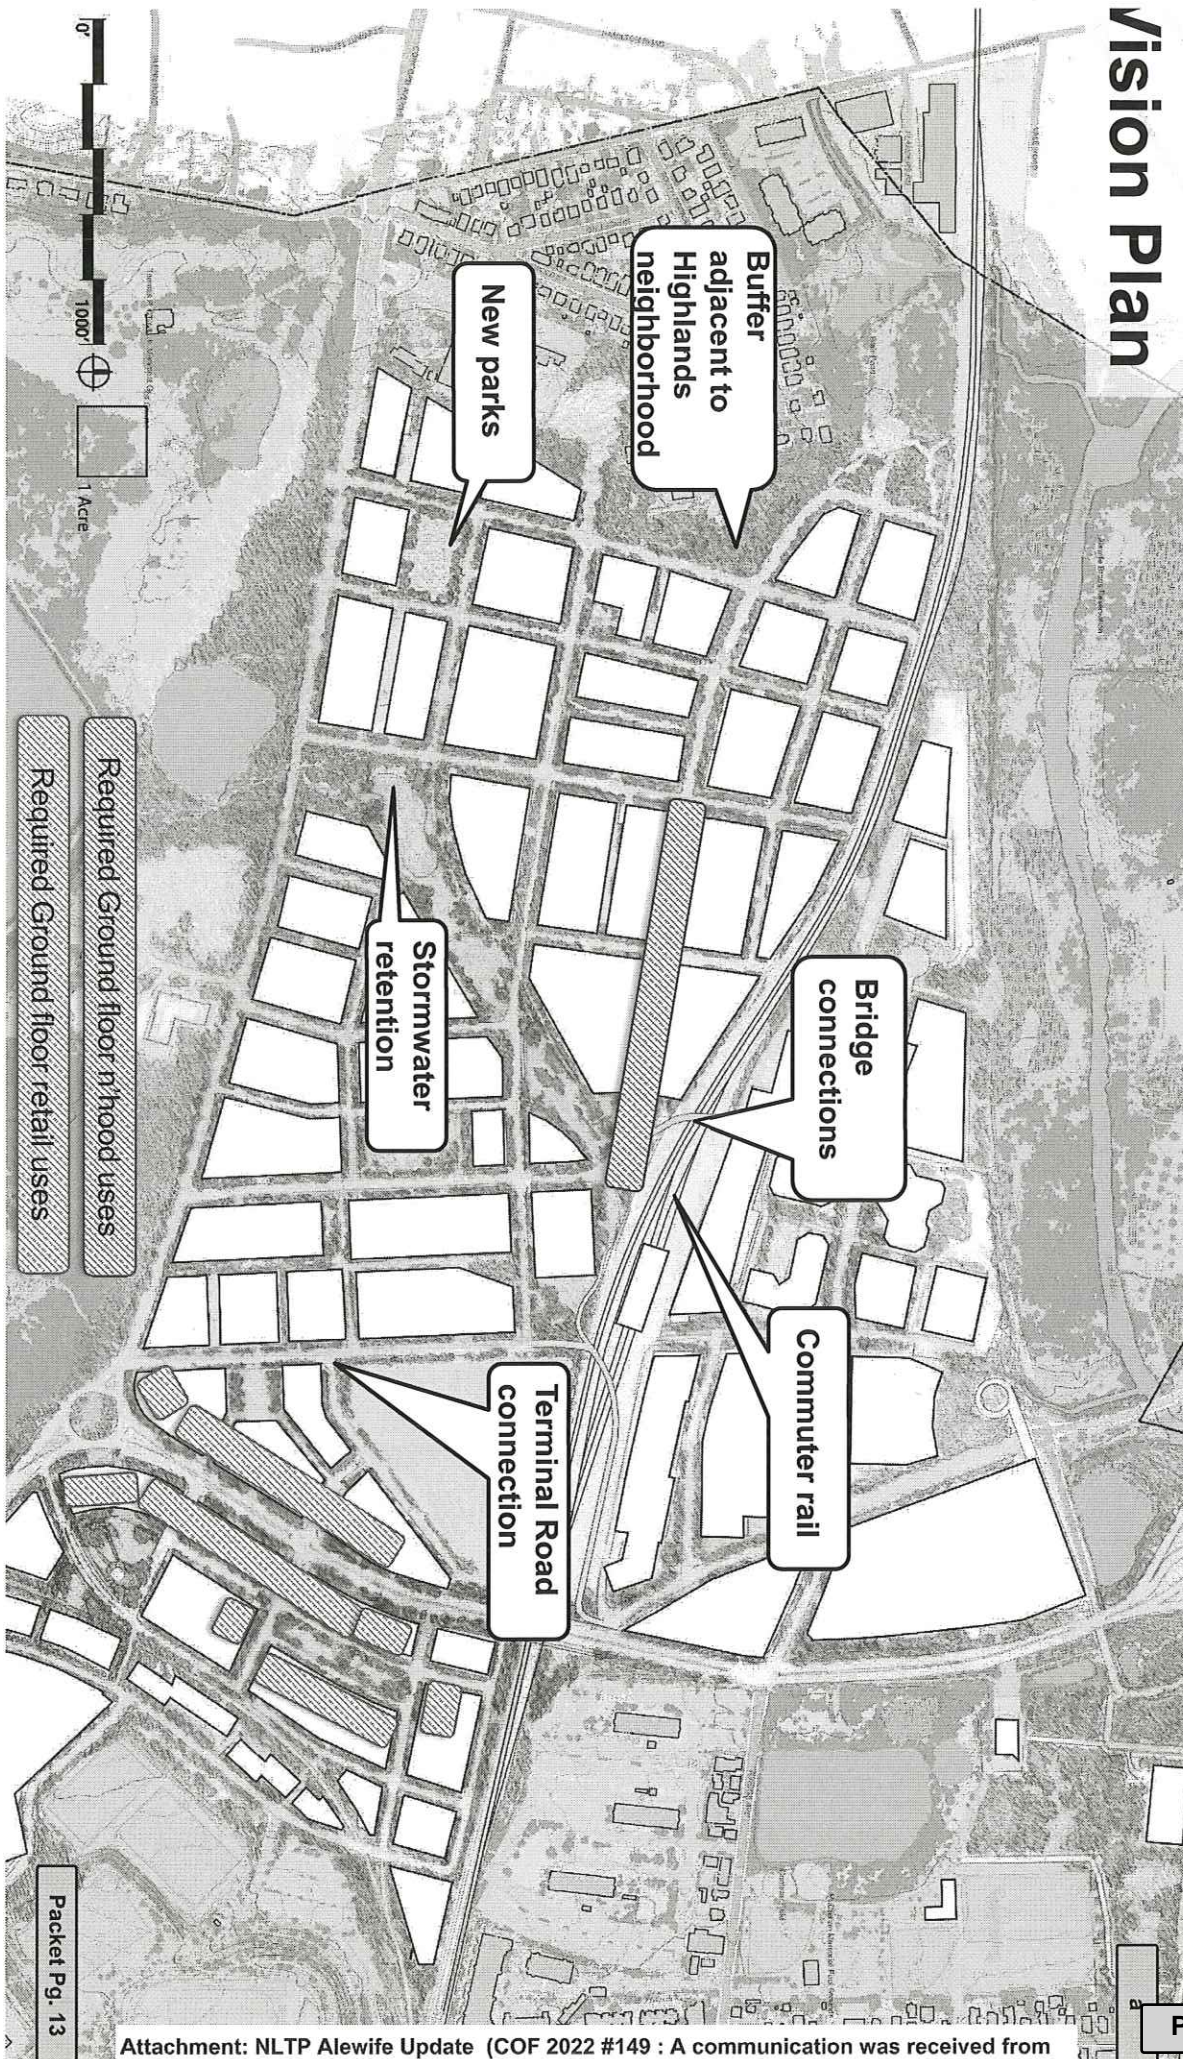 Vision Plan
Buffer
adjacent to
Highlands
neighborhood
New parks
Bridge
connections
Stormwater
retention
Commuter rail
Terminal Road
connection
0'
1000'
1 Acre
Required Ground floor n'hood uses
Required Ground floor retail uses
Packet Pg. 13
a
P
Attachment: NLTP Alewife Update (COF 2022 #149 : A communication was received from